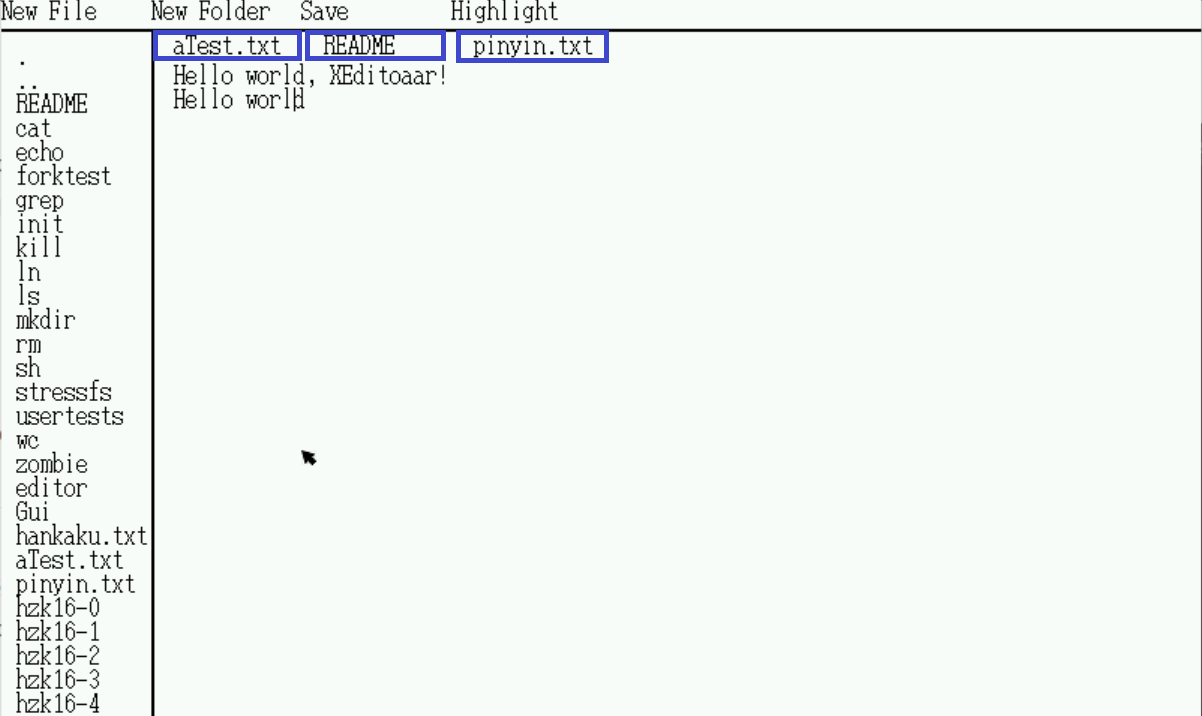 New File New Folder Save Highlight
aTest.txt README pinyin.txt
Hello world, XEditoaar!
Hello world
.
..
README
cat
echo
forktest
grep
init
kill
ln
ls
mkdir
rm
sh
stressfs
usertests
wc
zombie
editor
Gui
hankaku.txt
aTest.txt
pinyin.txt
hzk16-0
hzk16-1
hzk16-2
hzk16-3
hzk16-4